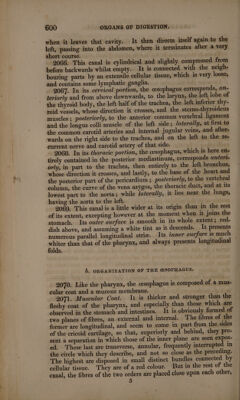 600 ORGANS OF DIGESTION.
when it leaves that cavity. It then directs itself again to the
left, passing into the abdomen, where it terminates after a very
short course.
2066. This canal is cylindrical and slightly compressed from
before backwards whilst empty. It is connected with the neigh-
bouring parts by an extensile cellular tissue, which is very loose,
and contains some lymphatic ganglia.
2067. In its cervical portion, the œsophagus corresponds, an-
teriorly and from above downwards, to the larynx, the left lobe of
the thyroid body, the left half of the trachea, the left inferior thy-
roid vessels, whose direction it crosses, and the sterno-thyroideus
muscles; posteriorly, to the anterior common vertebral ligament
and the longus colli muscle of the left side; laterally, at first to
the common carotid arteries and internal jugular veins, and after-
wards on the right side to the trachea, and on the left to the re-
current nerve and carotid artery of that side.
2068. In its thoracic portion, the œsophagus, which is here en-
tirely contained in the posterior mediastinum, corresponds anteri-
orly, in part to the trachea, then entirely to the left bronchus,
whose direction it crosses, and lastly, to the base of the heart and
the posterior part of the pericardium; posteriorly, to the vertebral
column, the curve of the vena azygos, the thoracic duct, and at its
lowest part to the aorta; while laterally, it lies near the lungs,
having the aorta to the left.
2069. This canal is a little wider at its origin than in the rest
of its extent, excepting however at the moment when it joins the
stomach. Its outer surface is smooth in its whole extent; red-
dish above, and assuming a white tint as it descends. It presents
numerous parallel longitudinal striæ. Its inner surface is much
whiter than that of the pharynx, and always presents longitudinal
folds.
b. ORGANIZATION OF THE ŒSOPHAGUS.
2070. Like the pharynx, the œsophagus is composed of a mus-
cular coat and a mucous membrane.
2071. Muscular Coat. It is thicker and stronger than the
fleshy coat of the pharynx, and especially than those which are
observed in the stomach and intestines. It is obviously formed of
two planes of fibres, an external and internal. The fibres of the
former are longitudinal, and seem to come in part from the sides
of the cricoid cartilage, so that, superiorly and behind, they pre-
sent a separation in which those of the inner plane are seen expos-
ed. These last are transverse, annular, frequently interrupted in
the circle which they describe, and not so close as the preceding.
The highest are disposed in small distinct bundles connected by
cellular tissue. They are of a red colour. But in the rest of the
canal, the fibres of the two orders are placed close upon each other,
5